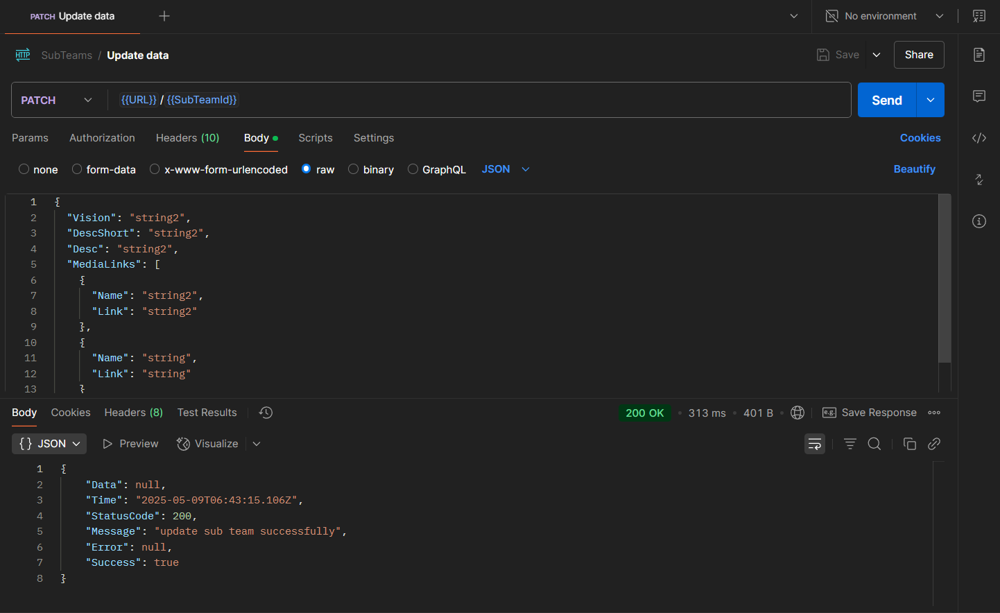 PATCH Update data
No environment
HTTP SubTeams / Update data
Save
Share
PATCH
{{URL}} / {{SubTeamId}}
Send
Params Authorization Headers (10) Body Scripts Settings
Cookies
none form-data x-www-form-urlencoded raw binary GraphQL JSON
Beautify
1 {
2 "Vision": "string2",
3 "DescShort": "string2",
4 "Desc": "string2",
5 "MediaLinks": [
6 {
7 "Name": "string2",
8 "Link": "string2"
9 },
10 {
11 "Name": "string",
12 "Link": "string"
13 }
Body Cookies Headers (8) Test Results
200 OK • 313 ms • 401 B •
e.g. Save Response
{} JSON Preview Visualize
1 {
2 "Data": null,
3 "Time": "2025-05-09T06:43:15.106Z",
4 "StatusCode": 200,
5 "Message": "update sub team successfully",
6 "Error": null,
7 "Success": true
8 }